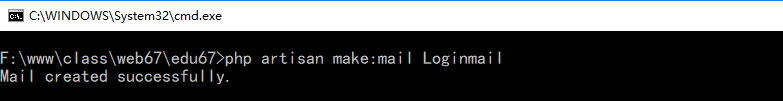 C:\WINDOWS\System32\cmd.exe
F:\www\class\web67\edu67>php artisan make:mail Loginmail
Mail created successfully.